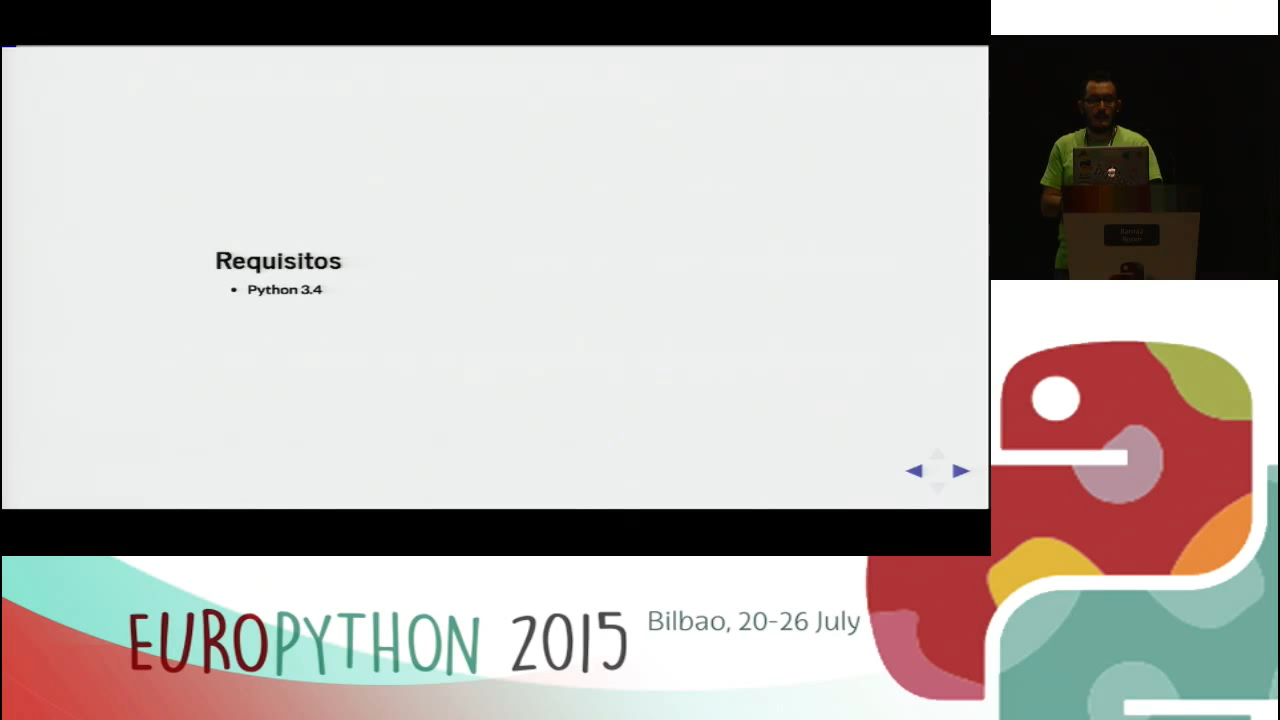 Requisitos
• Python 3.4
EUROPYTHON 2015
Bilbao, 20-26 July